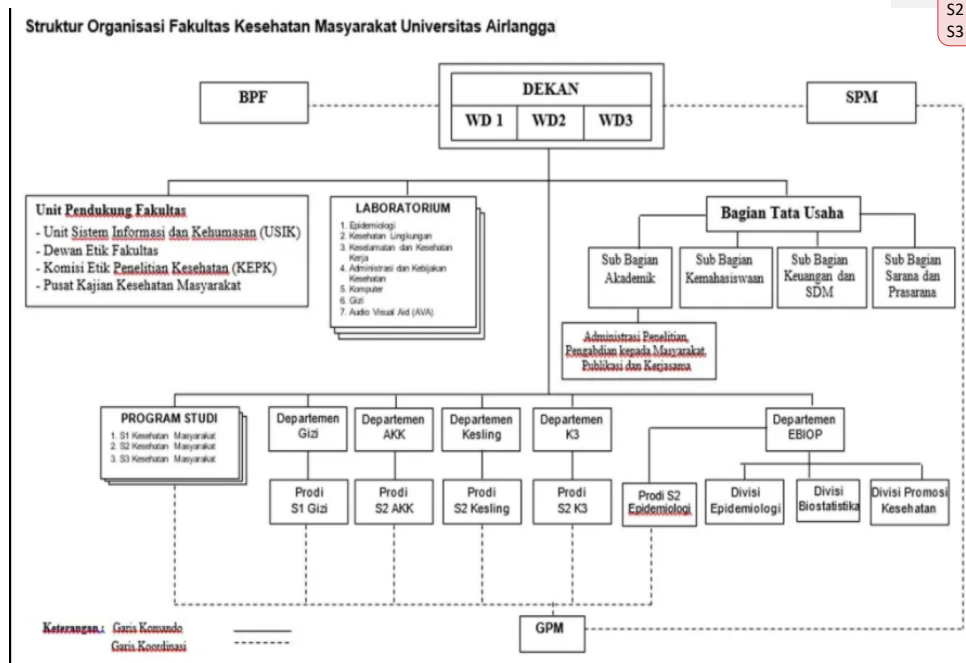 S2
S3
Struktur Organisasi Fakultas Kesehatan Masyarakat Universitas Airlangga
BPF
DEKAN
WD 1
WD2
WD3
SPM
Unit Pendukung Fakultas
- Unit Sistem Informasi dan Kehumasan (USIK)
- Dewan Etik Fakultas
- Komisi Etik Penelitian Kesehatan (KEPK)
- Pusat Kajian Kesehatan Masyarakat
LABORATORIUM
1. Epidemiologi
2. Kesehatan Lingkungan
3. Keselamatan dan Kesehatan
Kerja
4. Administrasi dan Kebijakan
Kesehatan
5. Komputer
6. Gizi
7. Audio Visual Aid (AVA)
Bagian Tata Usaha
Sub Bagian
Akademik
Sub Bagian
Kemahasiswaan
Sub Bagian
Keuangan dan
SDM
Sub Bagian
Sarana dan
Prasarana
Administrasi Penelitian,
Pengabdian kepada Masyarakat,
Publikasi dan Kerjasama
PROGRAM STUDI
1. S1 Kesehatan Masyarakat
2. S2 Kesehatan Masyarakat
3. S3 Kesehatan Masyarakat
Departemen
Gizi
Departemen
AKK
Departemen
Kesling
Departemen
K3
Departemen
EBIOP
Prodi
S1 Gizi
Prodi
S2 AKK
Prodi
S2 Kesling
Prodi
S2 K3
Prodi S2
Epidemiologi
Divisi
Epidemiologi
Divisi
Biostatistika
Divisi Promosi
Kesehatan
GPM
Keterangan : Garis Komando
Garis Koordinasi